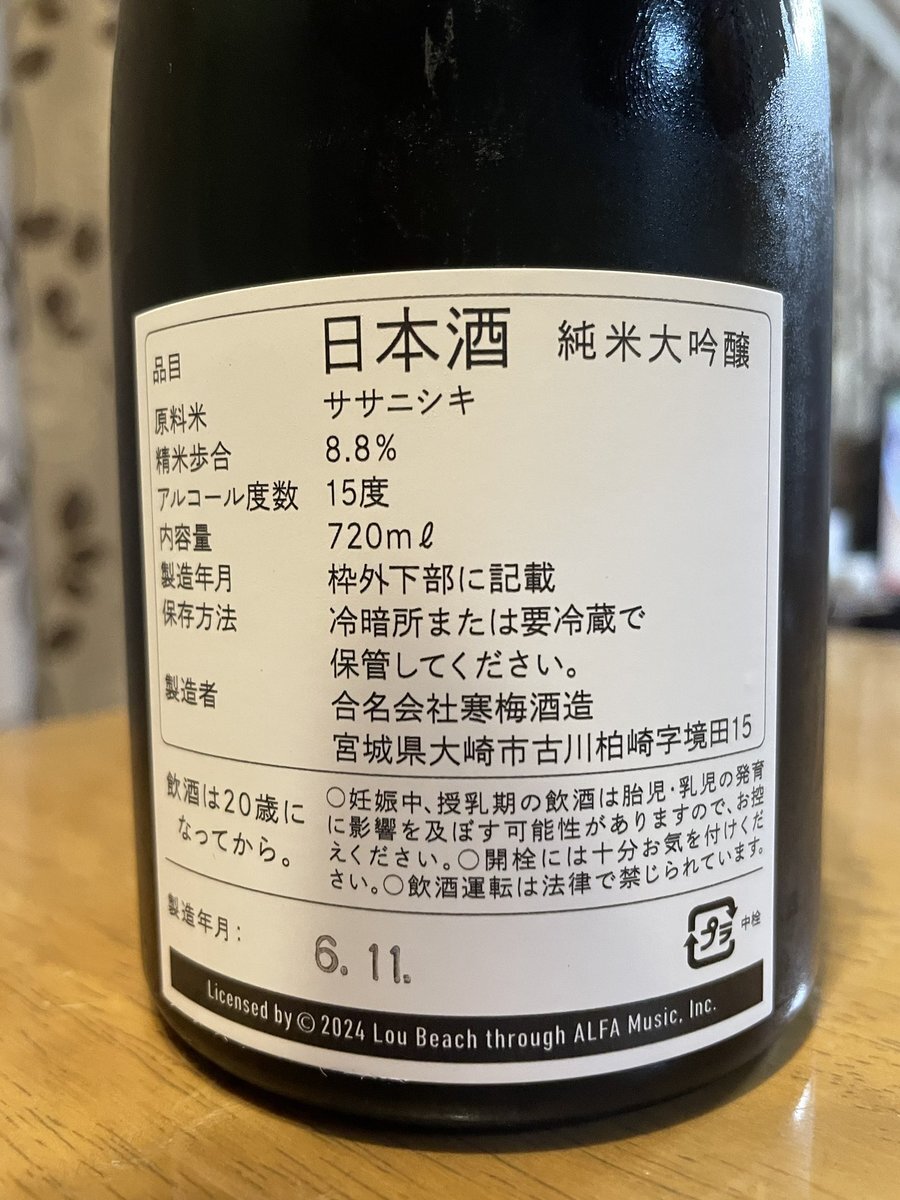 品目 日本酒 純米大吟醸
原料米 ササニシキ
精米歩合 8.8%
アルコール度数 15度
内容量 720mℓ
製造年月 枠外下部に記載
保存方法 冷暗所または要冷蔵で
保管してください。
製造者 合名会社寒梅酒造
宮城県大崎市古川柏崎字境田15
飲酒は20歳に
なってから。
○妊娠中、授乳期の飲酒は胎児・乳児の発育
に影響を及ぼす可能性がありますので、お控
えください。○開栓には十分お気を付けくだ
さい。○飲酒運転は法律で禁じられています。
製造年月: 6.11.
プラ 中栓
Licensed by © 2024 Lou Beach through ALFA Music, Inc.